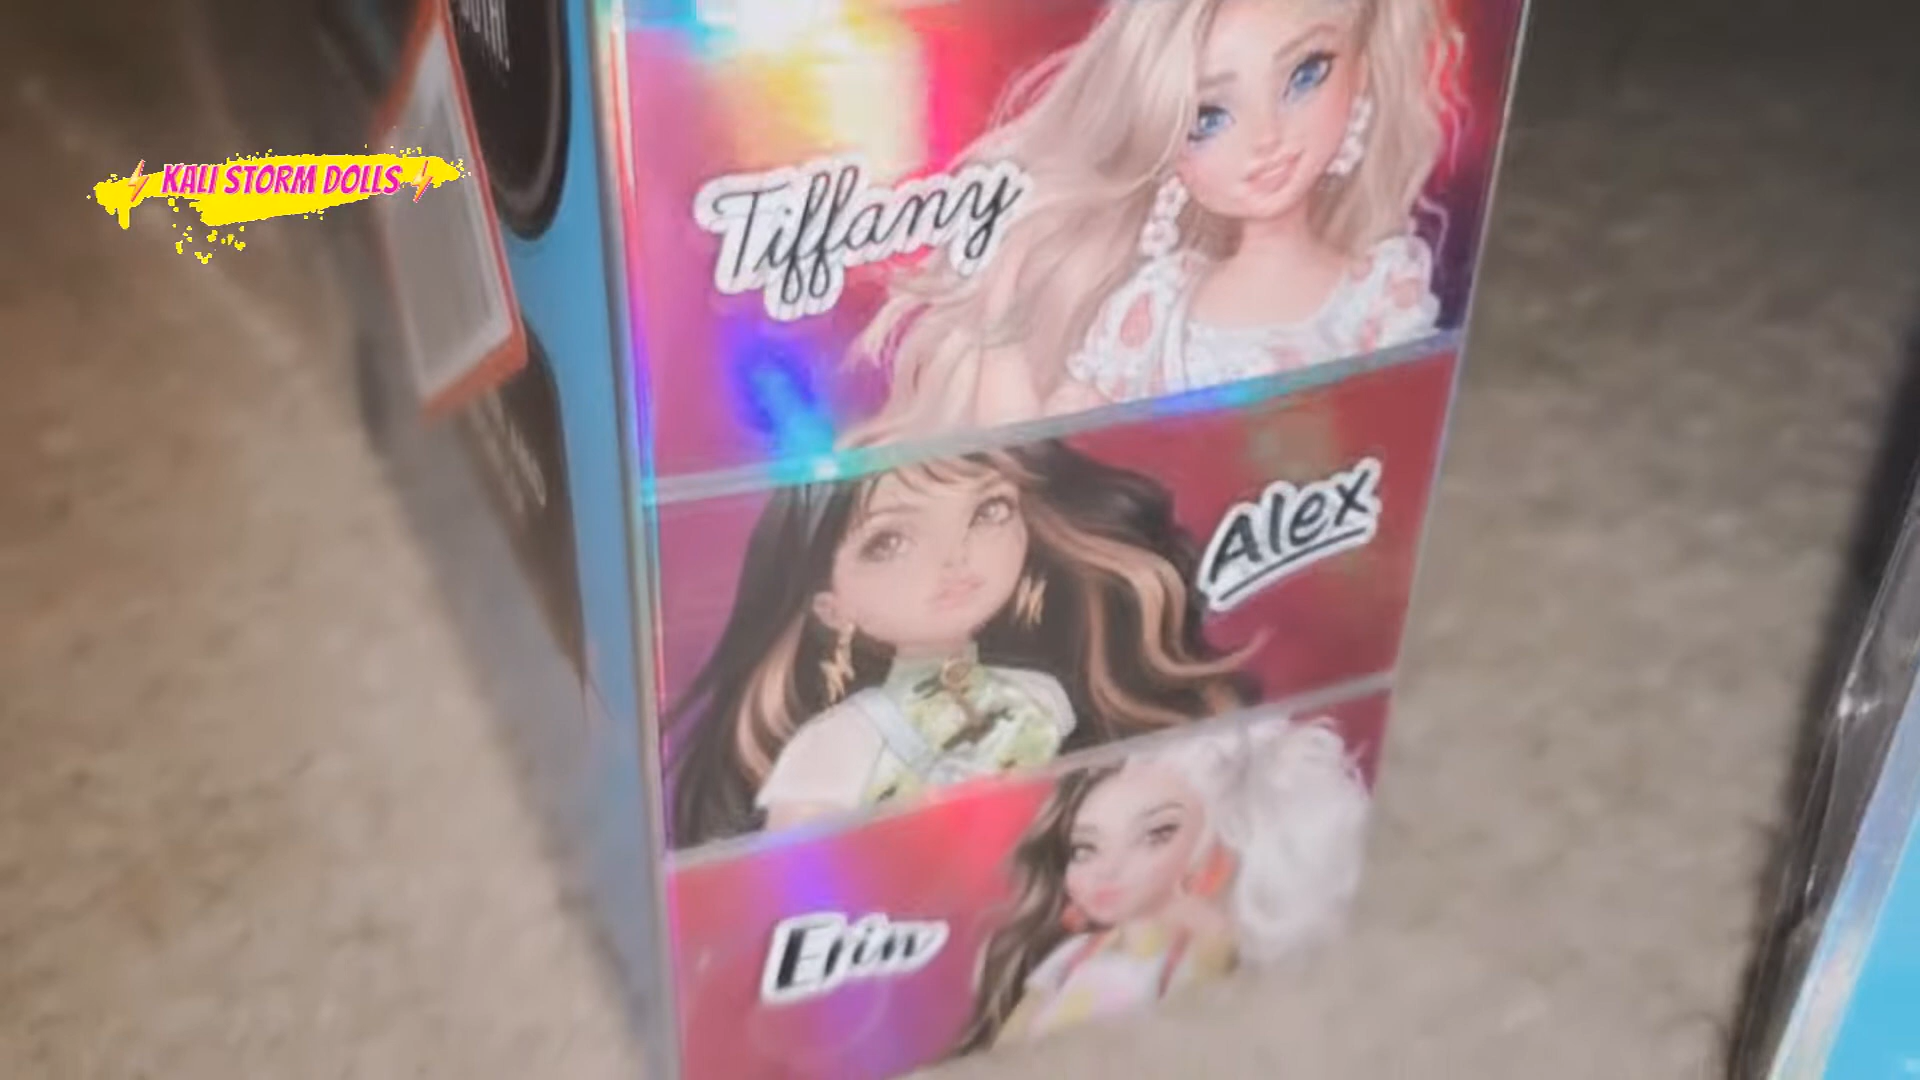 ⚡ KALI STORM DOLLS ⚡
Tiffany
Alex
Erin